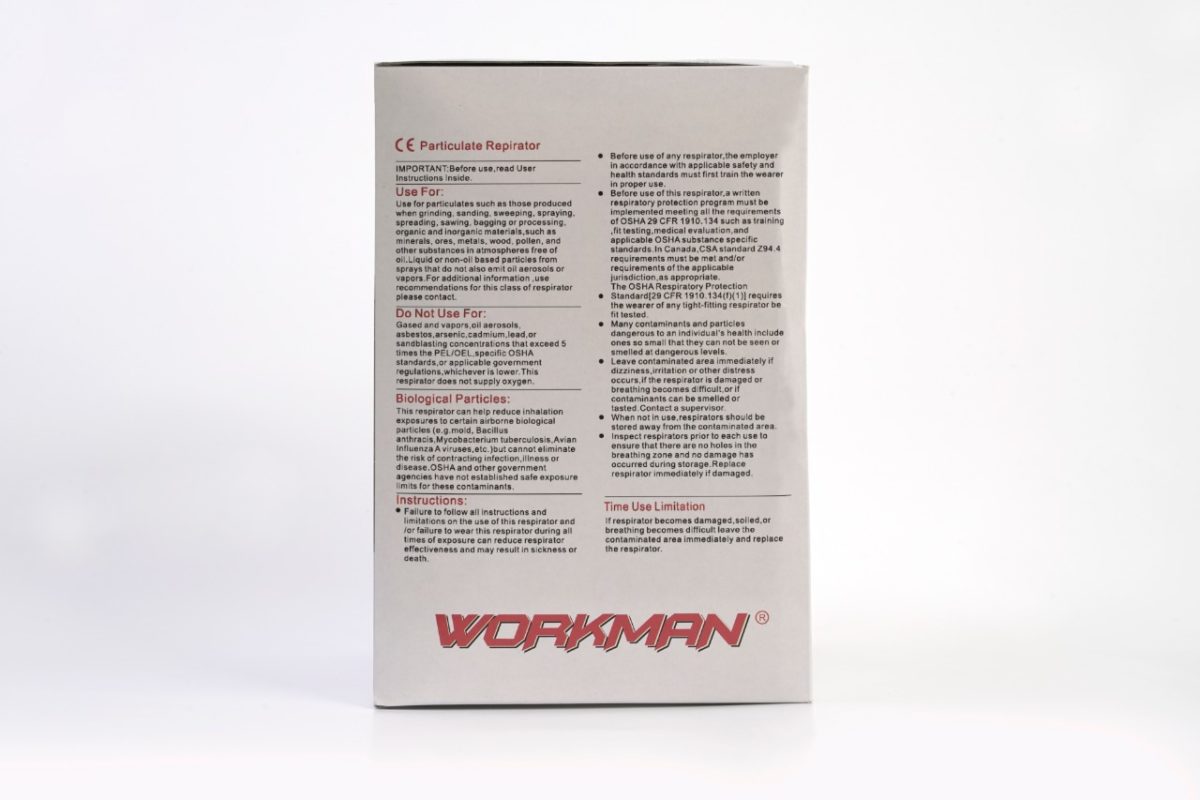 CE Particulate Repirator
IMPORTANT:Before use,read User
Instructions Inside.
Use For:
Use for particulates such as those produced
when grinding, sanding, sweeping, spraying,
spreading, sawing, bagging or processing,
organic and inorganic materials,such as
minerals, ores, metals, wood, pollen, and
other substances in atmospheres free of
oil.Liquid or non-oil based particles from
sprays that do not also emit oil aerosols or
vapors.For additional information ,use
recommendations for this class of respirator
please contact.
Do Not Use For:
Gased and vapors,oil aerosols,
asbestos,arsenic,cadmium,lead,or
sandblasting concentrations that exceed 5
times the PEL/OEL,specific OSHA
standards,or applicable government
regulations,whichever is lower.This
respirator does not supply oxygen.
Biological Particles:
This respirator can help reduce inhalation
exposures to certain airborne biological
particles (e.g.mold, Bacillus
anthracis,Mycobacterium tuberculosis,Avian
Influenza A viruses,etc.)but cannot eliminate
the risk of contracting infection,illness or
disease.OSHA and other government
agencies have not established safe exposure
limits for these contaminants.
Instructions:
● Failure to follow all instructions and
limitations on the use of this respirator and
/or failure to wear this respirator during all
times of exposure can reduce respirator
effectiveness and may result in sickness or
death.
● Before use of any respirator,the employer
in accordance with applicable safety and
health standards must first train the wearer
in proper use.
● Before use of this respirator,a written
respiratory protection program must be
implemented meeting all the requirements
of OSHA 29 CFR 1910.134 such as training
,fit testing,medical evaluation,and
applicable OSHA substance specific
standards.In Canada,CSA standard Z94.4
requirements must be met and/or
requirements of the applicable
jurisdiction,as appropriate.
The OSHA Respiratory Protection
● Standard[29 CFR 1910.134(f)(1)] requires
the wearer of any tight-fitting respirator be
fit tested.
● Many contaminants and particles
dangerous to an individual's health include
ones so small that they can not be seen or
smelled at dangerous levels.
● Leave contaminated area immediately if
dizziness,irritation or other distress
occurs,if the respirator is damaged or
breathing becomes difficult,or if
contaminants can be smelled or
tasted.Contact a supervisor.
● When not in use,respirators should be
stored away from the contaminated area.
● Inspect respirators prior to each use to
ensure that there are no holes in the
breathing zone and no damage has
occurred during storage.Replace
respirator immediately if damaged.
Time Use Limitation
If respirator becomes damaged,soiled,or
breathing becomes difficult leave the
contaminated area immediately and replace
the respirator.
WORKMAN ®